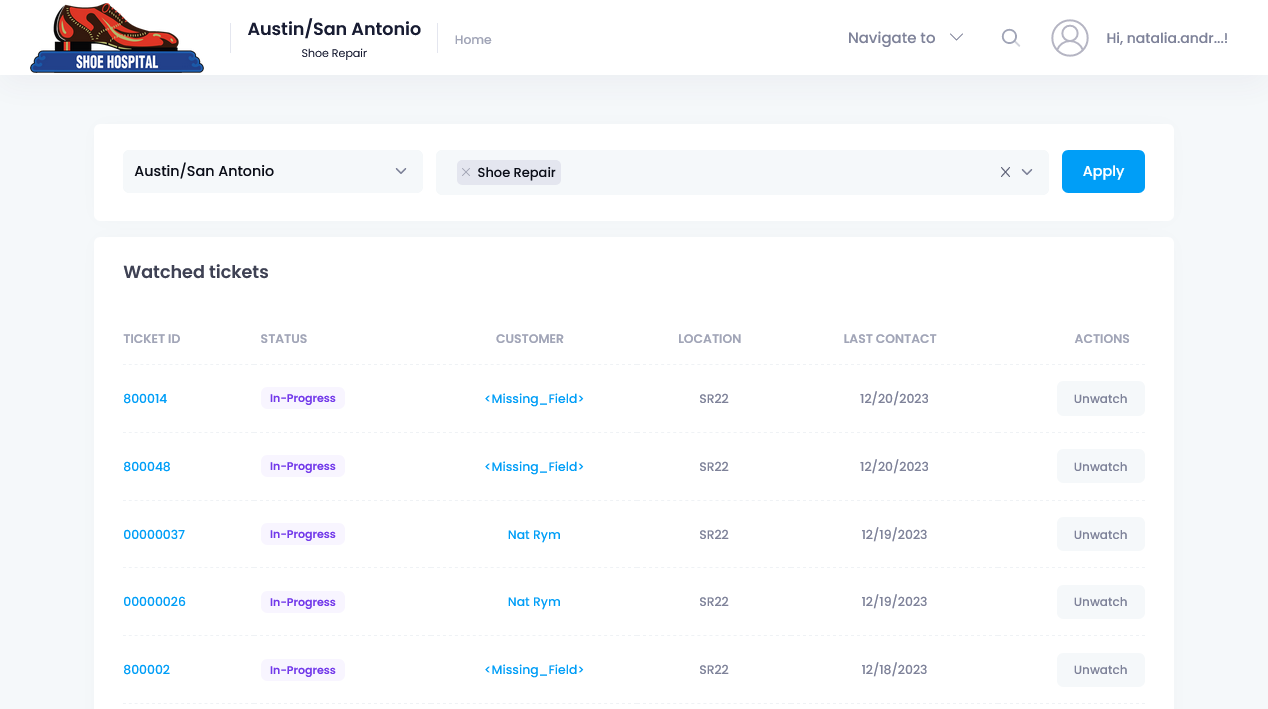 SHOE HOSPITAL
Austin/San Antonio
Shoe Repair
Home
Navigate to
Hi, natalia.andr...!
Austin/San Antonio
Shoe Repair
Apply
Watched tickets
TICKET ID STATUS CUSTOMER LOCATION LAST CONTACT ACTIONS
800014 In-Progress <Missing_Field> SR22 12/20/2023 Unwatch
800048 In-Progress <Missing_Field> SR22 12/20/2023 Unwatch
00000037 In-Progress Nat Rym SR22 12/19/2023 Unwatch
00000026 In-Progress Nat Rym SR22 12/19/2023 Unwatch
800002 In-Progress <Missing_Field> SR22 12/18/2023 Unwatch